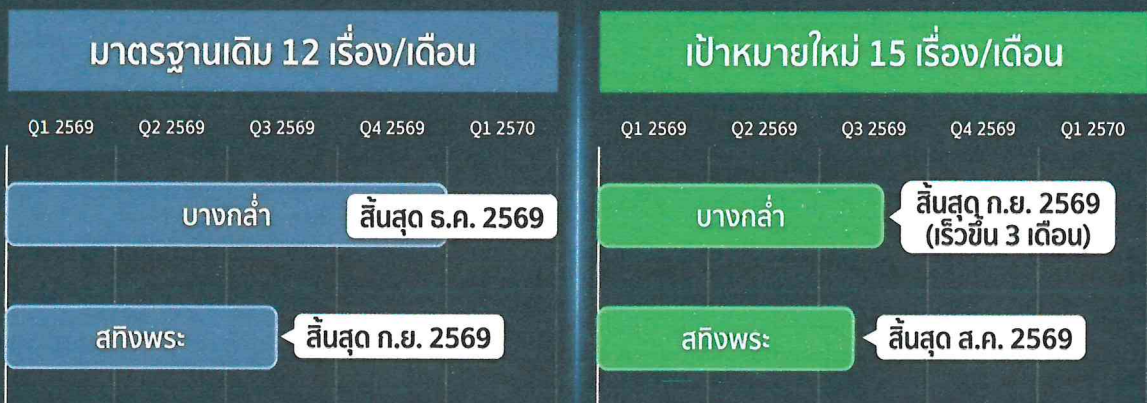 มาตรฐานเดิม 12 เรื่อง/เดือน
Q1 2569 Q2 2569 Q3 2569 Q4 2569 Q1 2570
บางกล่ำ
สิ้นสุด ธ.ค. 2569
สทิงพระ
สิ้นสุด ก.ย. 2569
เป้าหมายใหม่ 15 เรื่อง/เดือน
Q1 2569 Q2 2569 Q3 2569 Q4 2569 Q1 2570
บางกล่ำ
สิ้นสุด ก.ย. 2569
(เร็วขึ้น 3 เดือน)
สทิงพระ
สิ้นสุด ส.ค. 2569